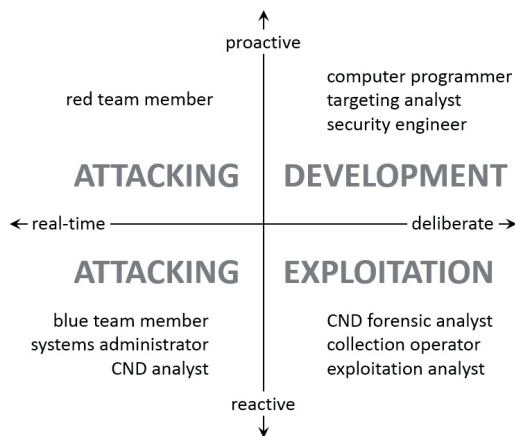 proactive
red team member
computer programmer
targeting analyst
security engineer
ATTACKING
DEVELOPMENT
real-time
deliberate
ATTACKING
EXPLOITATION
blue team member
systems administrator
CND analyst
CND forensic analyst
collection operator
exploitation analyst
reactive